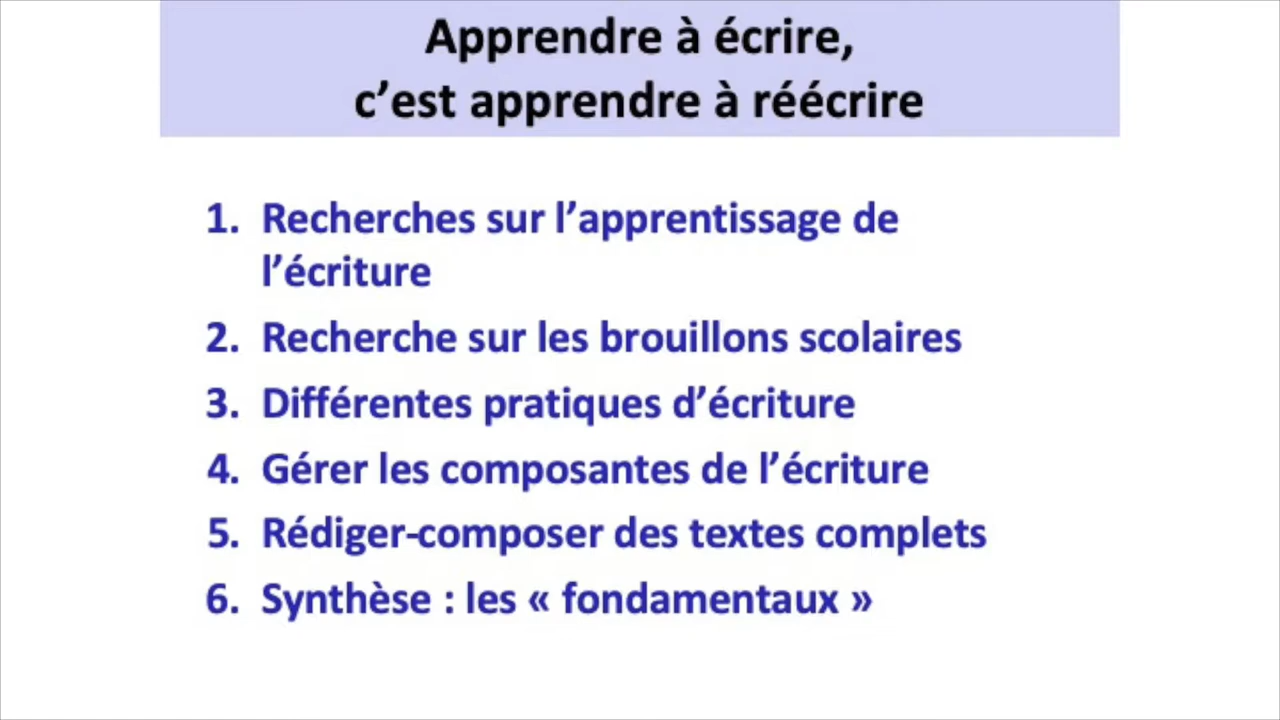 Apprendre à écrire,
c’est apprendre à réécrire
1. Recherches sur l’apprentissage de
l’écriture
2. Recherche sur les brouillons scolaires
3. Différentes pratiques d’écriture
4. Gérer les composantes de l’écriture
5. Rédiger-composer des textes complets
6. Synthèse : les « fondamentaux »